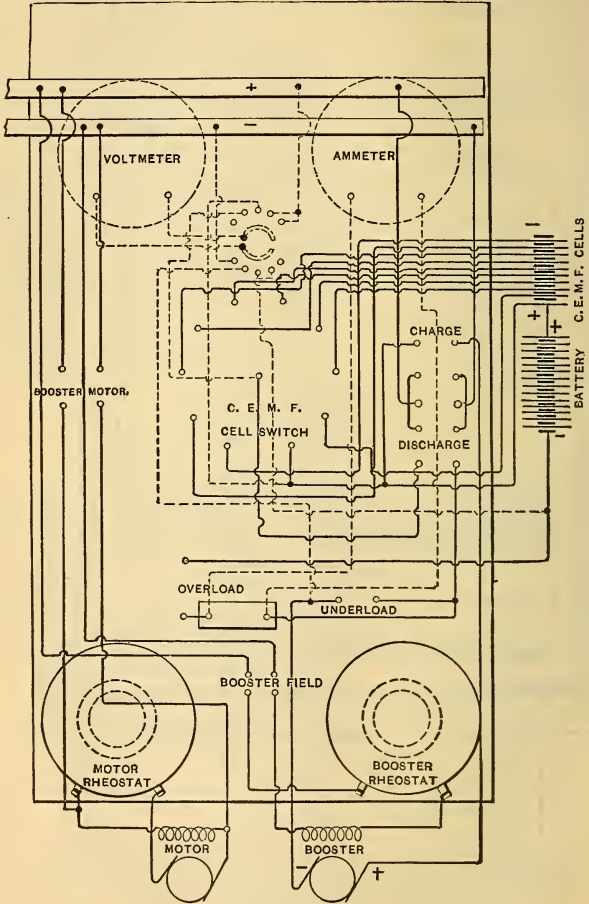 +
−
VOLTMETER
AMMETER
−
C. E. M. F. CELLS
+
+
BATTERY
−
CHARGE
BOOSTER MOTOR,
C. E. M. F.
CELL SWITCH
DISCHARGE
OVERLOAD
UNDERLOAD
BOOSTER FIELD
MOTOR
RHEOSTAT
BOOSTER
RHEOSTAT
MOTOR
BOOSTER
−
+